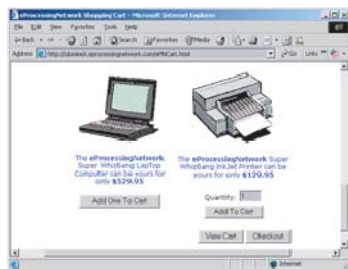 eProcessingNetwork Shopping Cart - Microsoft Internet Explorer
File Edit View Favorites Tools Help
Back Search Favorites Media
Address
Go Links
The eProcessingNetwork
Super WhizBang LapTop
Computer can be yours for
only $529.95
Add One To Cart
The eProcessingNetwork Super
WhizBang InkJet Printer can be
yours for only $129.95
Quantity: 1
Add To Cart
View Cart Checkout
Internet